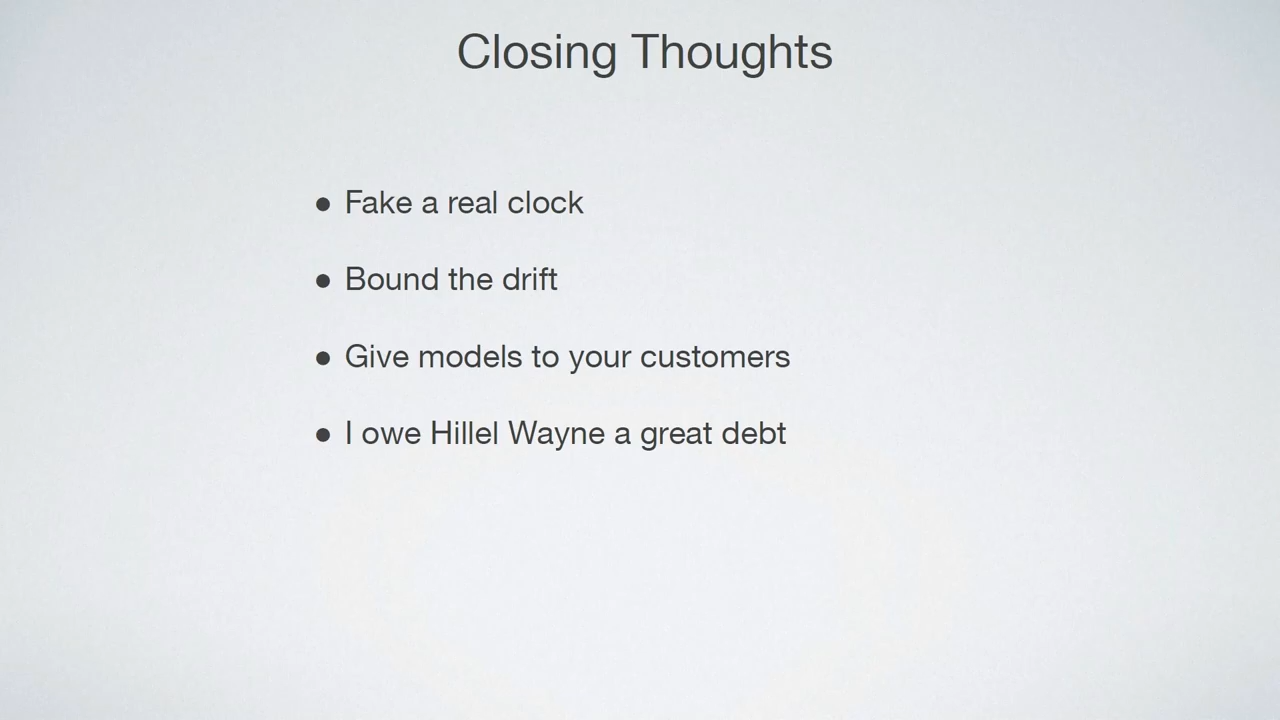 Closing Thoughts
● Fake a real clock
● Bound the drift
● Give models to your customers
● I owe Hillel Wayne a great debt